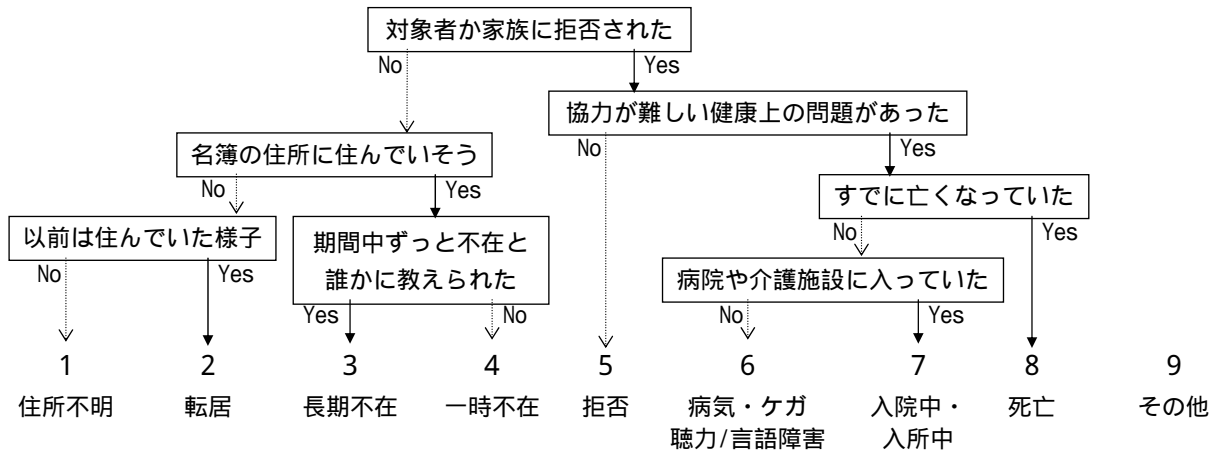 対象者か家族に拒否された
No
Yes
協力が難しい健康上の問題があった
名簿の住所に住んでいそう
No
Yes
No
Yes
すでに亡くなっていた
以前は住んでいた様子
期間中ずっと不在と
誰かに教えられた
No
Yes
病院や介護施設に入っていた
No
Yes
Yes
No
No
Yes
1
2
3
4
5
6
7
8
9
住所不明
転居
長期不在
一時不在
拒否
病気・ケガ
聴力/言語障害
入院中・
入所中
死亡
その他